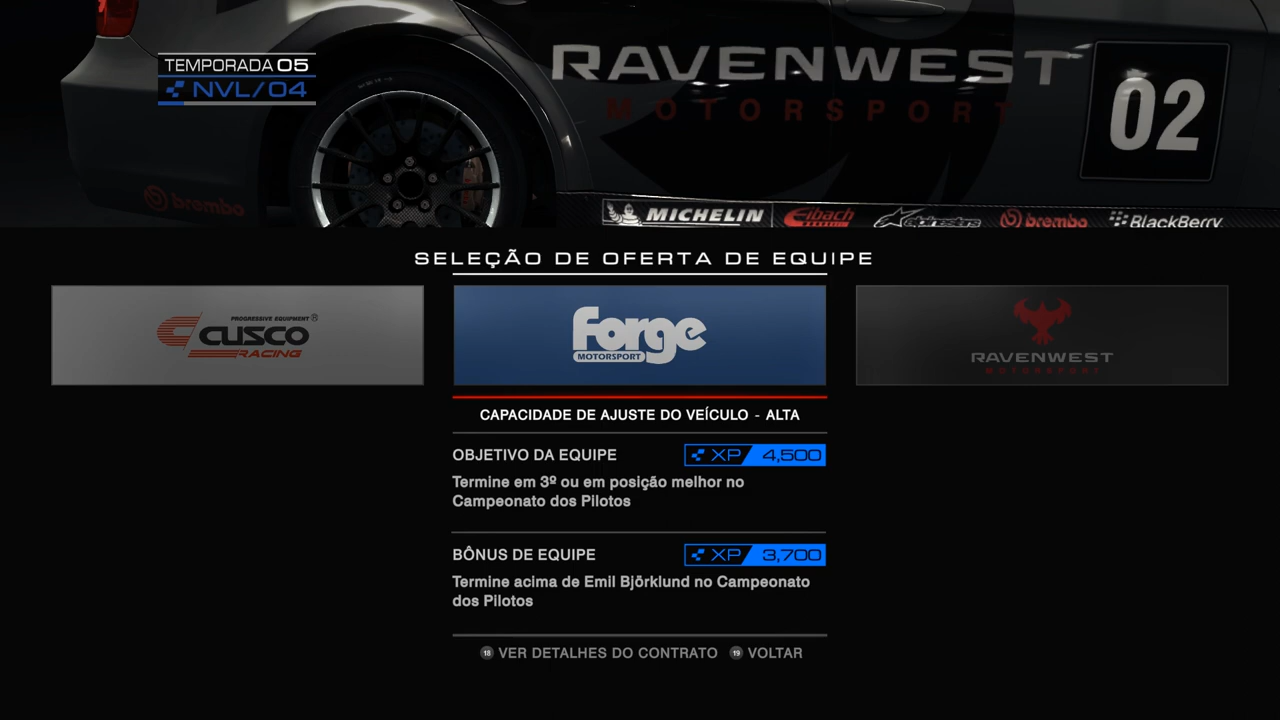 RAVENWEST
MOTORSPORT
02
TEMPORADA 05
NVL/04
brembo
MICHELIN
Eibach
alpinestars
brembo
BlackBerry
SELEÇÃO DE OFERTA DE EQUIPE
PROGRESSIVE EQUIPMENT®
CUSCO
RACING
forge
MOTORSPORT
RAVENWEST
MOTORSPORT
CAPACIDADE DE AJUSTE DO VEÍCULO - ALTA
OBJETIVO DA EQUIPE XP 4,500
Termine em 3º ou em posição melhor no
Campeonato dos Pilotos
BÔNUS DE EQUIPE XP 3,700
Termine acima de Emil Björklund no Campeonato
dos Pilotos
18 VER DETALHES DO CONTRATO 19 VOLTAR